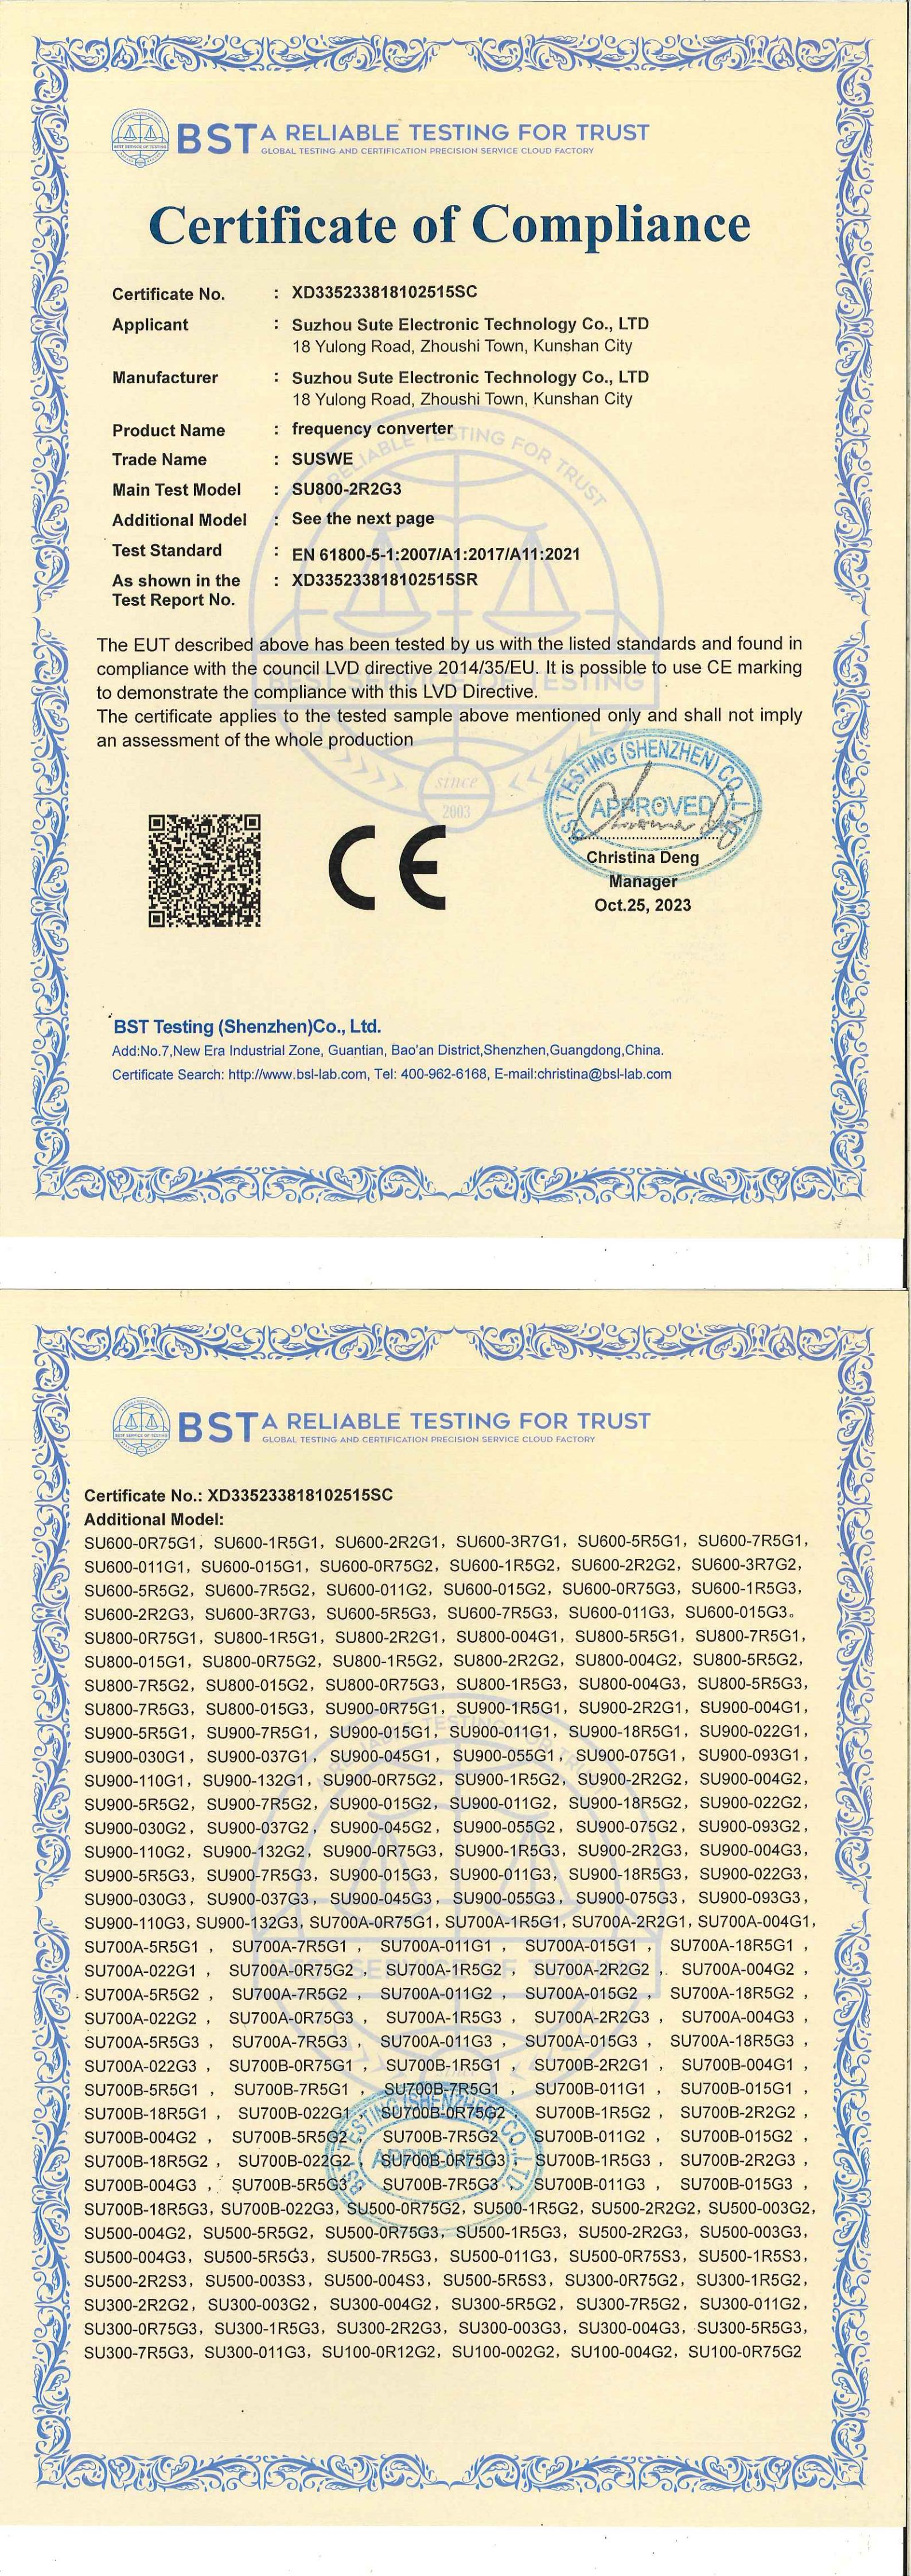 BST A RELIABLE TESTING FOR TRUST
GLOBAL TESTING AND CERTIFICATION PRECISION SERVICE CLOUD FACTORY
Certificate of Compliance
Certificate No. : XD335233818102515SC
Applicant : Suzhou Sute Electronic Technology Co., LTD
18 Yulong Road, Zhoushi Town, Kunshan City
Manufacturer : Suzhou Sute Electronic Technology Co., LTD
18 Yulong Road, Zhoushi Town, Kunshan City
Product Name : frequency converter
Trade Name : SUSWE
Main Test Model : SU800-2R2G3
Additional Model : See the next page
Test Standard : EN 61800-5-1:2007/A1:2017/A11:2021
As shown in the : XD335233818102515SR
Test Report No.
The EUT described above has been tested by us with the listed standards and found in
compliance with the council LVD directive 2014/35/EU. It is possible to use CE marking
to demonstrate the compliance with this LVD Directive.
The certificate applies to the tested sample above mentioned only and shall not imply
an assessment of the whole production
A RELIABLE TESTING FOR TRUST
BEST SERVICE OF TESTING
since
2003
BST TESTING (SHENZHEN) CO., LTD
APPROVED
CE
Christina Deng
Manager
Oct.25, 2023
BST Testing (Shenzhen)Co., Ltd.
Add:No.7,New Era Industrial Zone, Guantian, Bao'an District,Shenzhen,Guangdong,China.
Certificate Search: http://www.bsl-lab.com, Tel: 400-962-6168, E-mail:christina@bsl-lab.com
BST A RELIABLE TESTING FOR TRUST
GLOBAL TESTING AND CERTIFICATION PRECISION SERVICE CLOUD FACTORY
Certificate No.: XD335233818102515SC
Additional Model:
SU600-0R75G1, SU600-1R5G1, SU600-2R2G1, SU600-3R7G1, SU600-5R5G1, SU600-7R5G1,
SU600-011G1, SU600-015G1, SU600-0R75G2, SU600-1R5G2, SU600-2R2G2, SU600-3R7G2,
SU600-5R5G2, SU600-7R5G2, SU600-011G2, SU600-015G2, SU600-0R75G3, SU600-1R5G3,
SU600-2R2G3, SU600-3R7G3, SU600-5R5G3, SU600-7R5G3, SU600-011G3, SU600-015G3。
SU800-0R75G1, SU800-1R5G1, SU800-2R2G1, SU800-004G1, SU800-5R5G1, SU800-7R5G1,
SU800-015G1, SU800-0R75G2, SU800-1R5G2, SU800-2R2G2, SU800-004G2, SU800-5R5G2,
SU800-7R5G2, SU800-015G2, SU800-0R75G3, SU800-1R5G3, SU800-004G3, SU800-5R5G3,
SU800-7R5G3, SU800-015G3, SU900-0R75G1, SU900-1R5G1, SU900-2R2G1, SU900-004G1,
SU900-5R5G1, SU900-7R5G1, SU900-015G1, SU900-011G1, SU900-18R5G1, SU900-022G1,
SU900-030G1, SU900-037G1, SU900-045G1, SU900-055G1, SU900-075G1, SU900-093G1,
SU900-110G1, SU900-132G1, SU900-0R75G2, SU900-1R5G2, SU900-2R2G2, SU900-004G2,
SU900-5R5G2, SU900-7R5G2, SU900-015G2, SU900-011G2, SU900-18R5G2, SU900-022G2,
SU900-030G2, SU900-037G2, SU900-045G2, SU900-055G2, SU900-075G2, SU900-093G2,
SU900-110G2, SU900-132G2, SU900-0R75G3, SU900-1R5G3, SU900-2R2G3, SU900-004G3,
SU900-5R5G3, SU900-7R5G3, SU900-015G3, SU900-011G3, SU900-18R5G3, SU900-022G3,
SU900-030G3, SU900-037G3, SU900-045G3, SU900-055G3, SU900-075G3, SU900-093G3,
SU900-110G3, SU900-132G3, SU700A-0R75G1, SU700A-1R5G1, SU700A-2R2G1, SU700A-004G1,
SU700A-5R5G1 , SU700A-7R5G1 , SU700A-011G1 , SU700A-015G1 , SU700A-18R5G1 ,
SU700A-022G1 , SU700A-0R75G2 , SU700A-1R5G2 , SU700A-2R2G2 , SU700A-004G2 ,
SU700A-5R5G2 , SU700A-7R5G2 , SU700A-011G2 , SU700A-015G2 , SU700A-18R5G2 ,
SU700A-022G2 , SU700A-0R75G3 , SU700A-1R5G3 , SU700A-2R2G3 , SU700A-004G3 ,
SU700A-5R5G3 , SU700A-7R5G3 , SU700A-011G3 , SU700A-015G3 , SU700A-18R5G3 ,
SU700A-022G3 , SU700B-0R75G1 , SU700B-1R5G1 , SU700B-2R2G1 , SU700B-004G1 ,
SU700B-5R5G1 , SU700B-7R5G1 , SU700B-7R5G1 , SU700B-011G1 , SU700B-015G1 ,
SU700B-18R5G1 , SU700B-022G1 , SU700B-0R75G2 , SU700B-1R5G2 , SU700B-2R2G2 ,
SU700B-004G2 , SU700B-5R5G2 , SU700B-7R5G2 , SU700B-011G2 , SU700B-015G2 ,
SU700B-18R5G2 , SU700B-022G2 , SU700B-0R75G3 , SU700B-1R5G3 , SU700B-2R2G3 ,
SU700B-004G3 , SU700B-5R5G3 , SU700B-7R5G3 , SU700B-011G3 , SU700B-015G3 ,
SU700B-18R5G3, SU700B-022G3, SU500-0R75G2, SU500-1R5G2, SU500-2R2G2, SU500-003G2,
SU500-004G2, SU500-5R5G2, SU500-0R75G3, SU500-1R5G3, SU500-2R2G3, SU500-003G3,
SU500-004G3, SU500-5R5G3, SU500-7R5G3, SU500-011G3, SU500-0R75S3, SU500-1R5S3,
SU500-2R2S3, SU500-003S3, SU500-004S3, SU500-5R5S3, SU300-0R75G2, SU300-1R5G2,
SU300-2R2G2, SU300-003G2, SU300-004G2, SU300-5R5G2, SU300-7R5G2, SU300-011G2,
SU300-0R75G3, SU300-1R5G3, SU300-2R2G3, SU300-003G3, SU300-004G3, SU300-5R5G3,
SU300-7R5G3, SU300-011G3, SU100-0R12G2, SU100-002G2, SU100-004G2, SU100-0R75G2
BST TESTING (SHENZHEN) CO., LTD
APPROVED